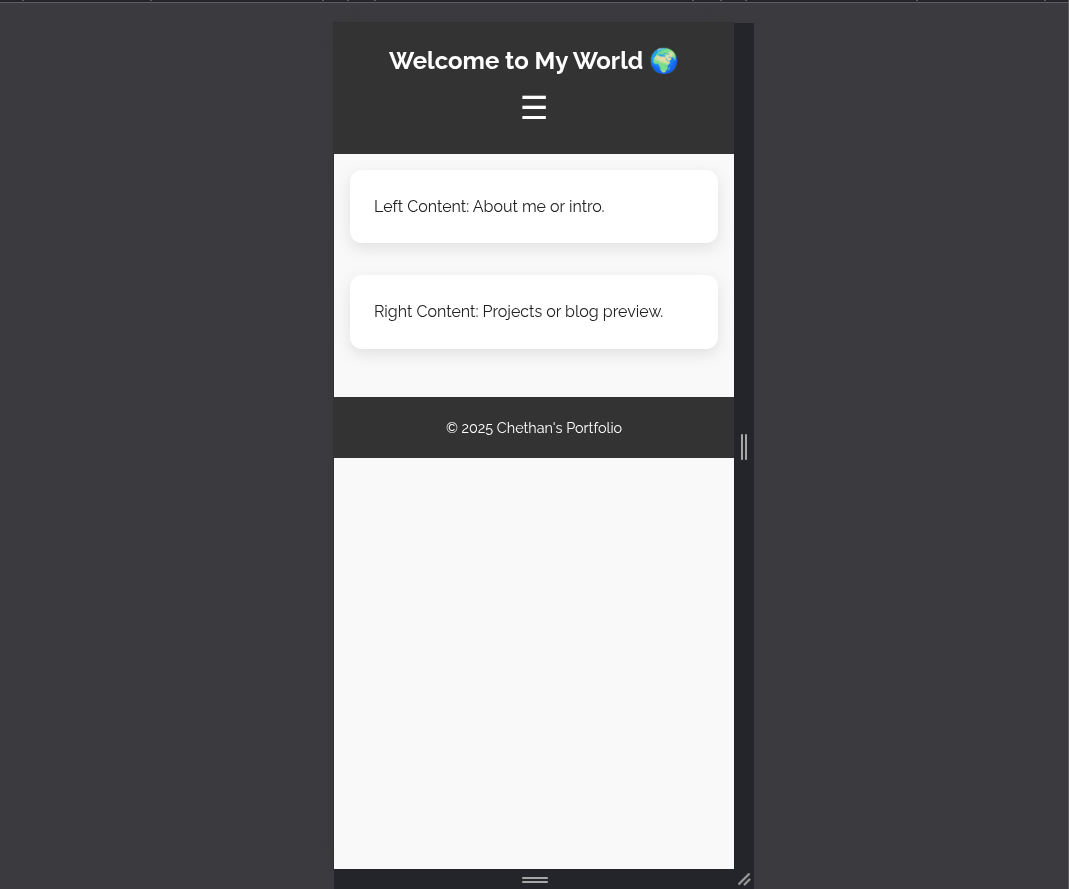 Welcome to My World 🌍
☰
Left Content: About me or intro.
Right Content: Projects or blog preview.
© 2025 Chethan's Portfolio